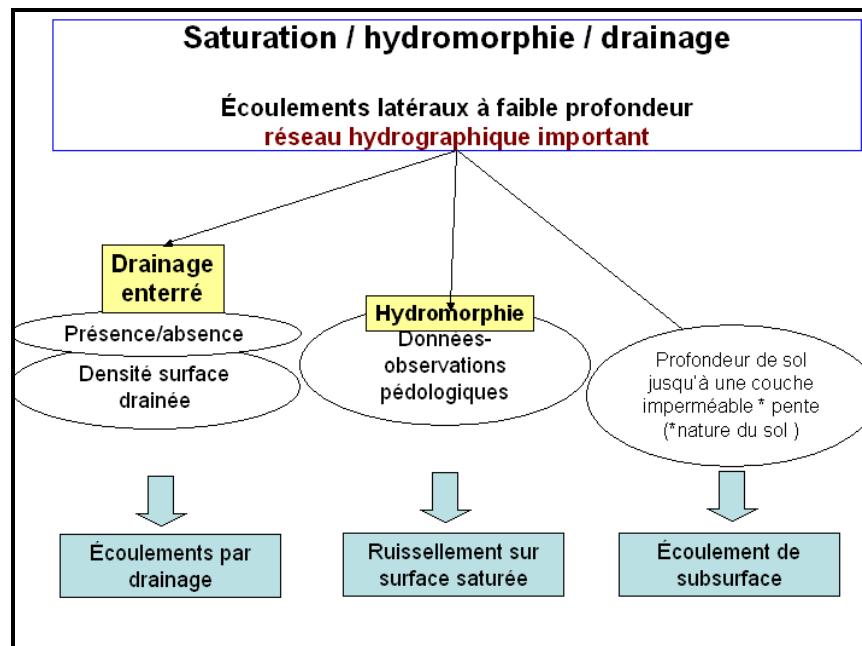 Saturation / hydromorphie / drainage
Écoulements latéraux à faible profondeur
réseau hydrographique important
Drainage
enterré
Présence/absence
Densité surface
drainée
Hydromorphie
Données-
observations
pédologiques
Profondeur de sol
jusqu'à une couche
imperméable * pente
(*nature du sol )
Écoulements par
drainage
Ruissellement sur
surface saturée
Écoulement de
subsurface